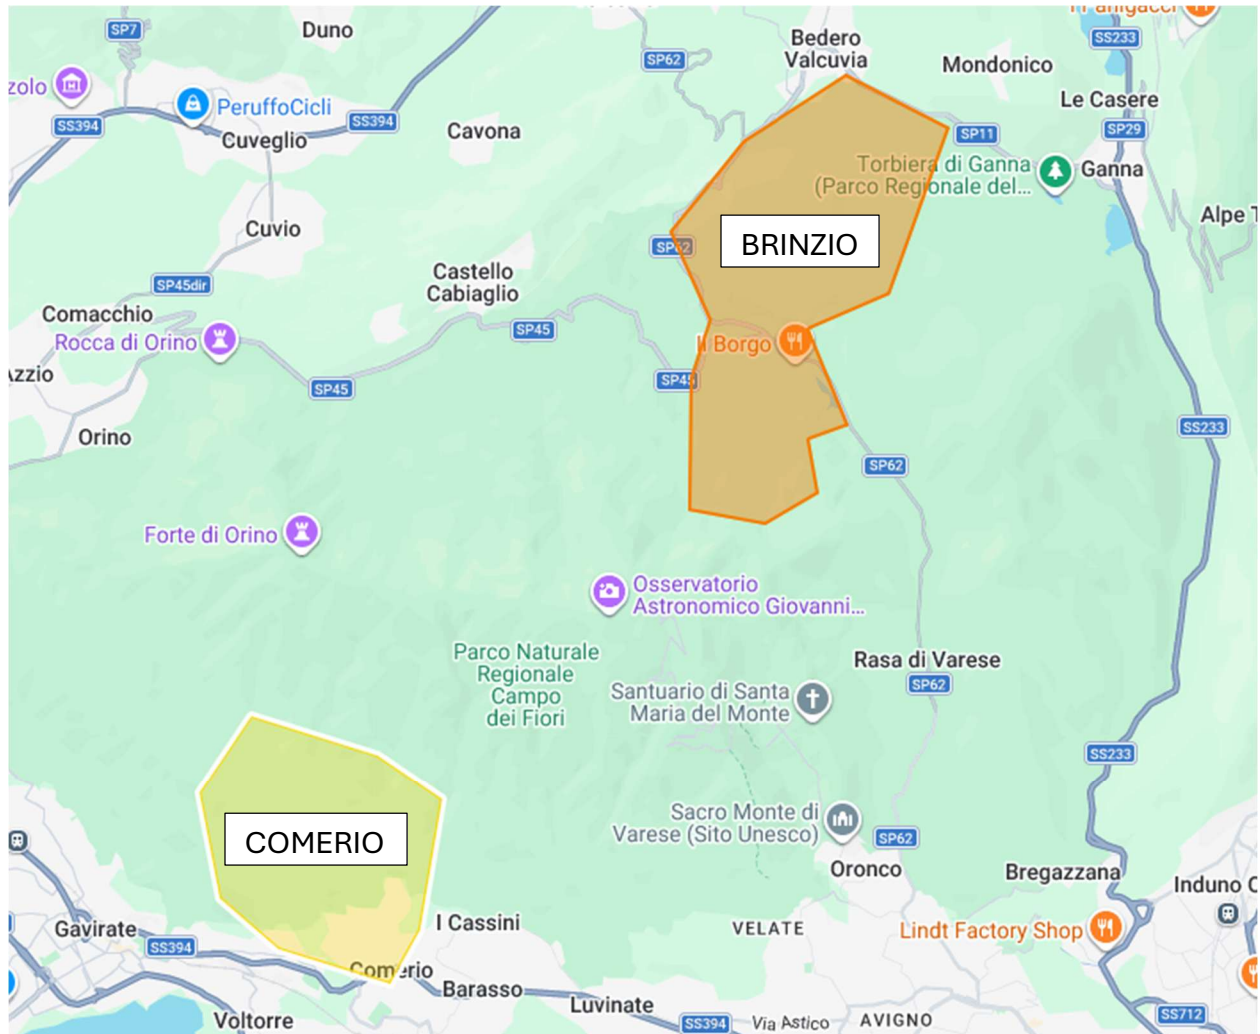 SP7
Duno
SP62
Bedero
Valcuvia
SS233
Mondonico
Le Casere
zolo
PeruffoCicli
SS394
SS394
Cuveglio
Cavona
SP11
SP29
Torbiera di Ganna
(Parco Regionale del...
Ganna
Cuvio
Alpe
SP62
BRINZIO
Castello
Cabiaglio
SP45dir
Comacchio
Rocca di Orino
SP45
Il Borgo
Azzio
SP45
SP45
Orino
SS233
SP62
Forte di Orino
Osservatorio
Astronomico Giovanni...
Parco Naturale
Regionale
Campo
dei Fiori
Rasa di Varese
SP62
Santuario di Santa
Maria del Monte
SS233
COMERIO
Sacro Monte di
Varese (Sito Unesco)
SP62
Oronco
Bregazzana
Induno
Gavirate
SS394
I Cassini
VELATE
Lindt Factory Shop
Comerio
Barasso
Luvinate
Voltorre
SS394
Via Astico
AVIGNO
SS712